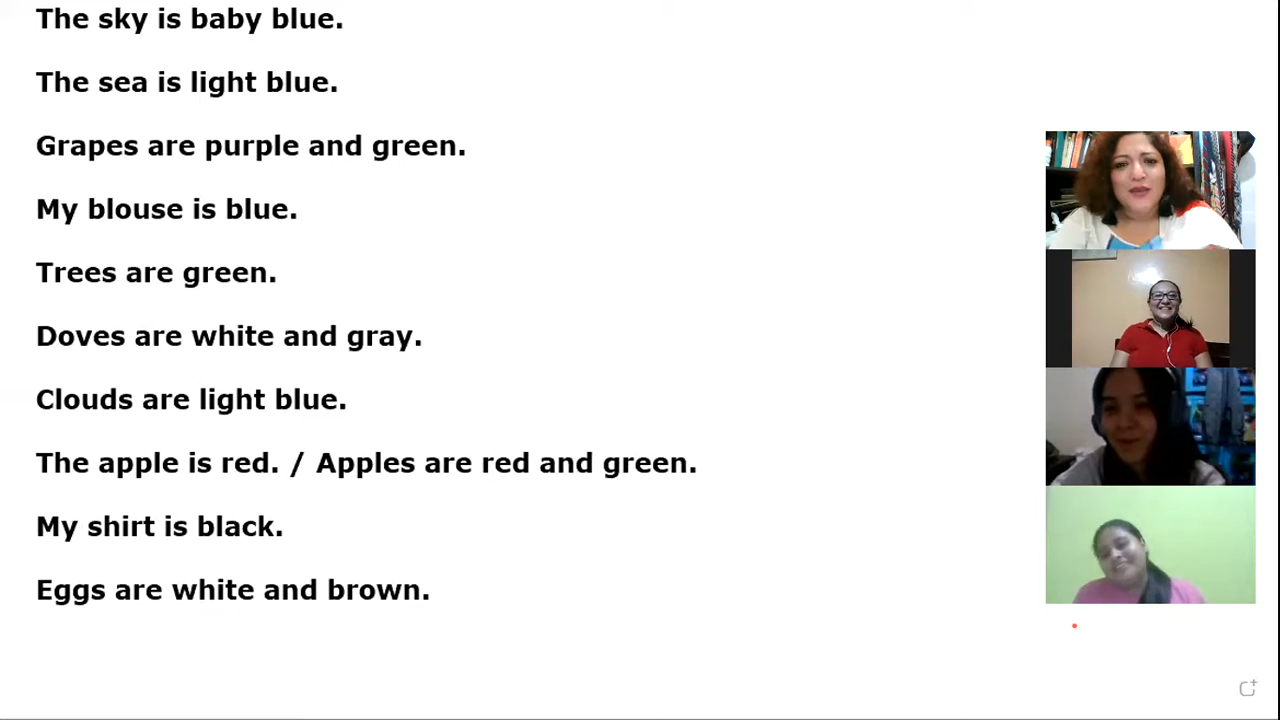 The sky is baby blue.
The sea is light blue.
Grapes are purple and green.
My blouse is blue.
Trees are green.
Doves are white and gray.
Clouds are light blue.
The apple is red. / Apples are red and green.
My shirt is black.
Eggs are white and brown.